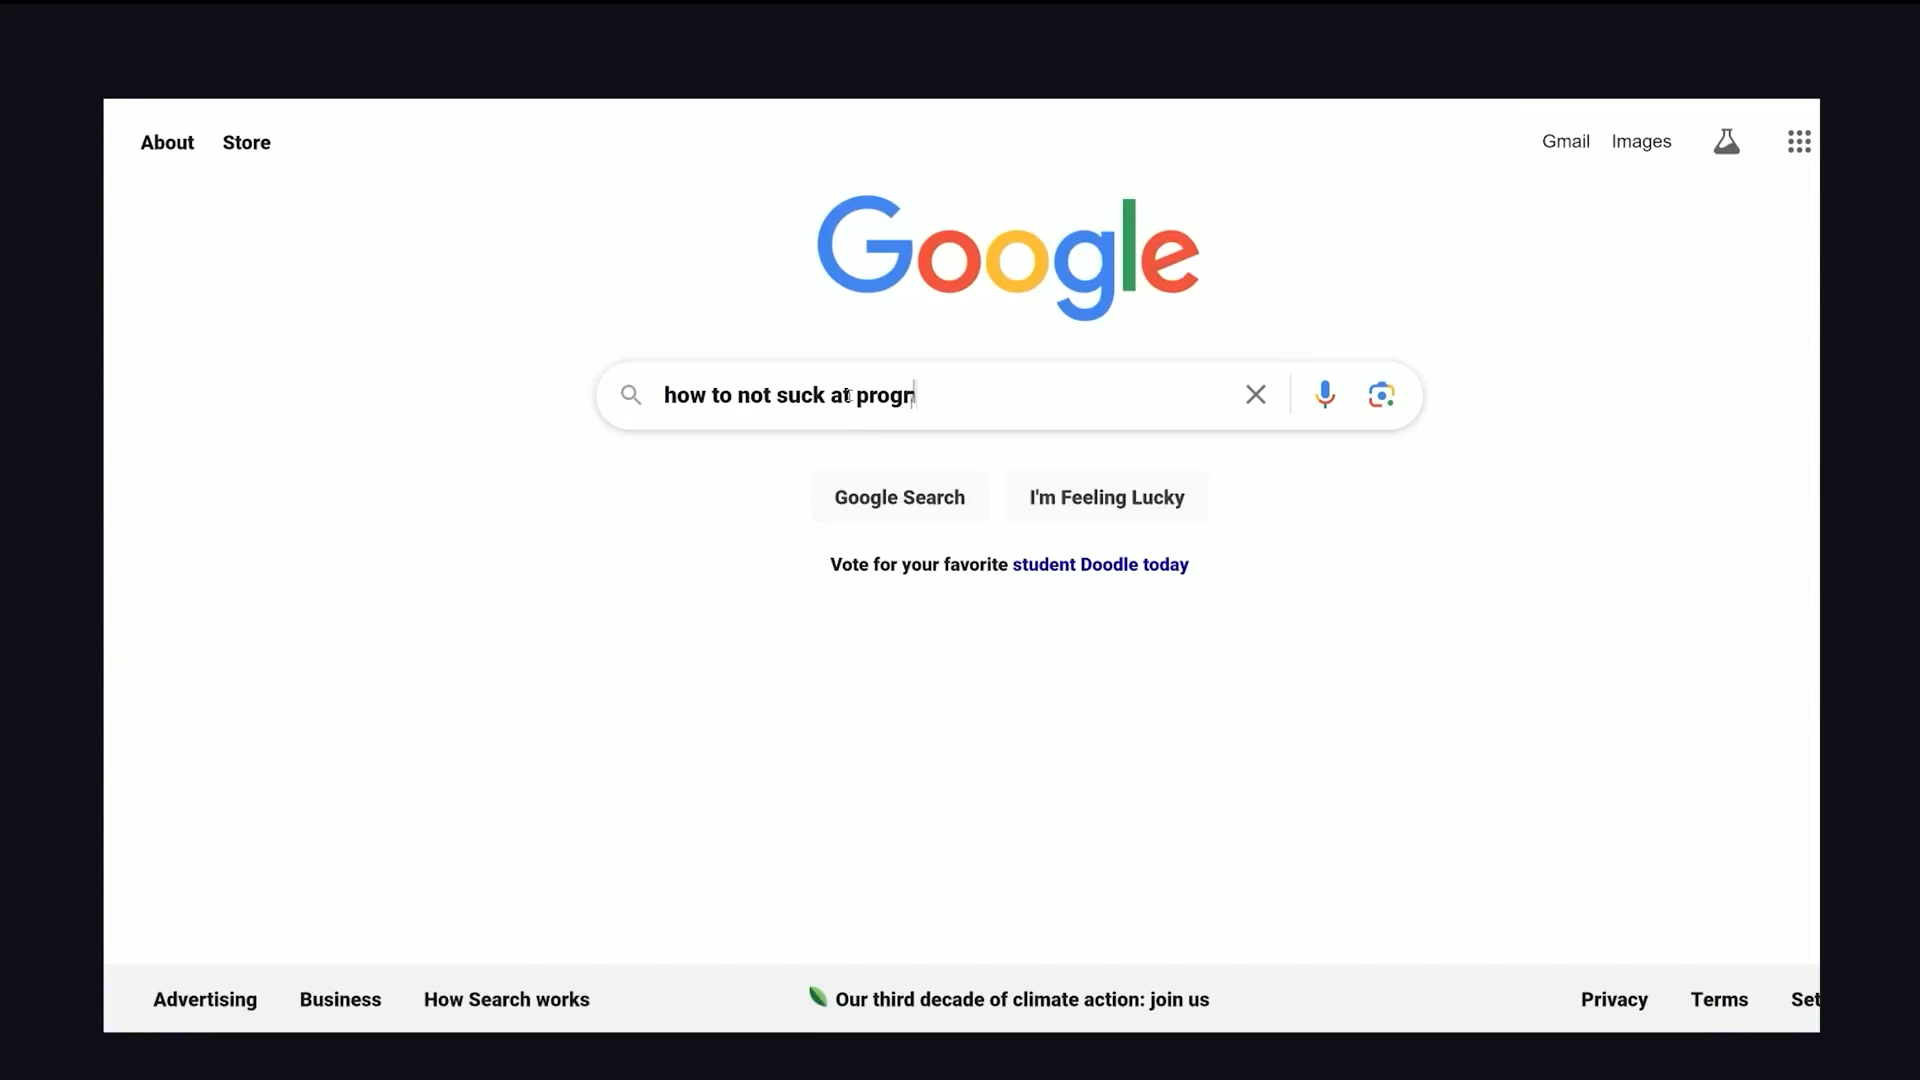 About Store
Gmail Images
Google
how to not suck at progr
Google Search I'm Feeling Lucky
Vote for your favorite student Doodle today
Advertising Business How Search works Our third decade of climate action: join us Privacy Terms Set